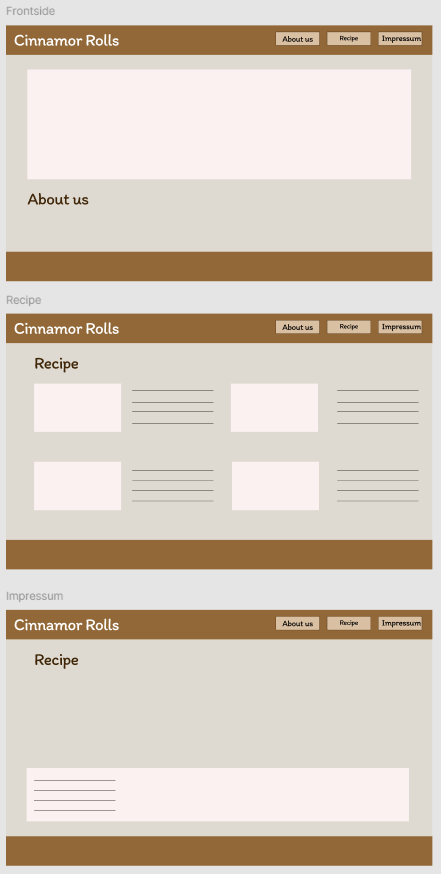 Frontside
Cinnamor Rolls
About us
Recipe
Impressum
About us
Recipe
Cinnamor Rolls
About us
Recipe
Impressum
Recipe
Impressum
Cinnamor Rolls
About us
Recipe
Impressum
Recipe